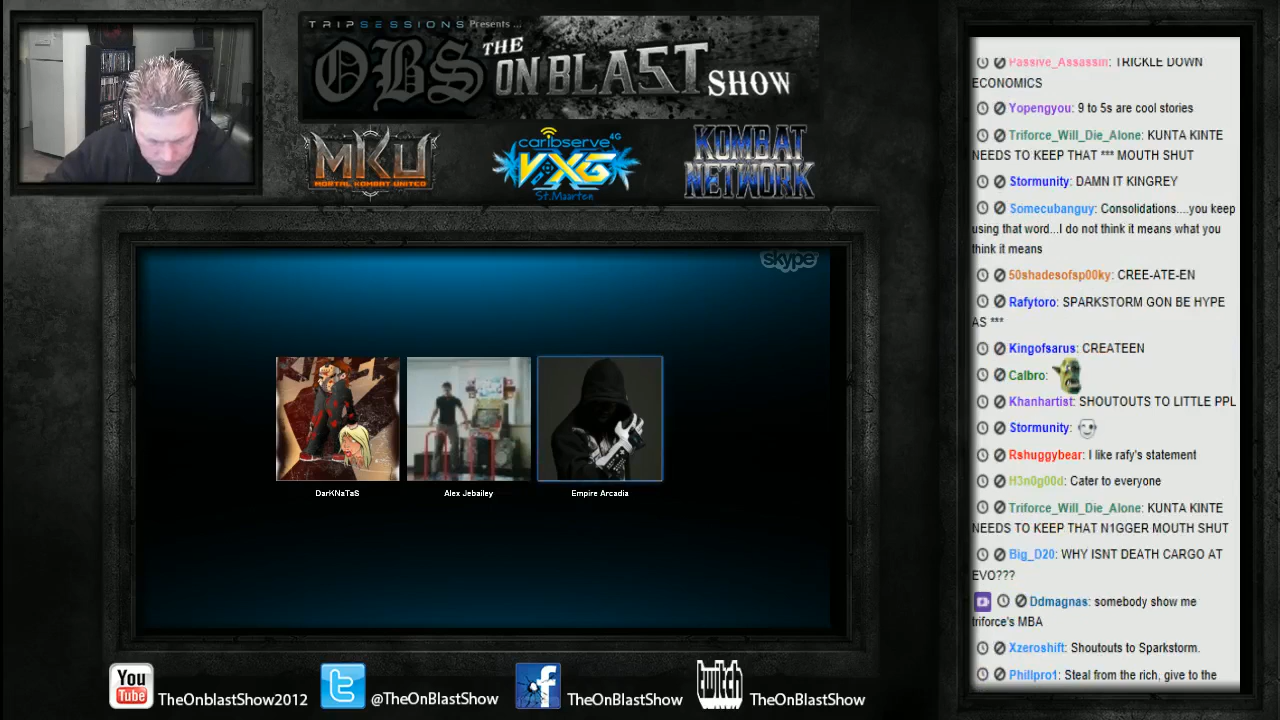 TRIPSESSIONS Presents ...
OBS THE ON BLAST SHOW
MKU
MORTAL KOMBAT UNITED
caribserve 4G
VXG
St.Maarten
KOMBAT
NETWORK
skype
DarKNaTaS
Alex Jebailey
Empire Arcadia
Passive_Assassin: TRICKLE DOWN
ECONOMICS
Yopengyou: 9 to 5s are cool stories
Triforce_Will_Die_Alone: KUNTA KINTE
NEEDS TO KEEP THAT *** MOUTH SHUT
Stormunity: DAMN IT KINGREY
Somecubanguy: Consolidations....you keep
using that word...I do not think it means what you
think it means
50shadesofsp00ky: CREE-ATE-EN
Rafytoro: SPARKSTORM GON BE HYPE
AS ***
Kingofsarus: CREATEEN
Calbro:
Khanhartist: SHOUTOUTS TO LITTLE PPL
Stormunity:
Rshuggybear: I like rafy's statement
H3n0g00d: Cater to everyone
Triforce_Will_Die_Alone: KUNTA KINTE
NEEDS TO KEEP THAT N1GGER MOUTH SHUT
Big_D20: WHY ISNT DEATH CARGO AT
EVO???
Ddmagnas: somebody show me
triforce's MBA
Xzeroshift: Shoutouts to Sparkstorm.
Phillpro1: Steal from the rich, give to the
You Tube TheOnblastShow2012
@TheOnBlastShow
TheOnBlastShow
twitch TheOnBlastShow